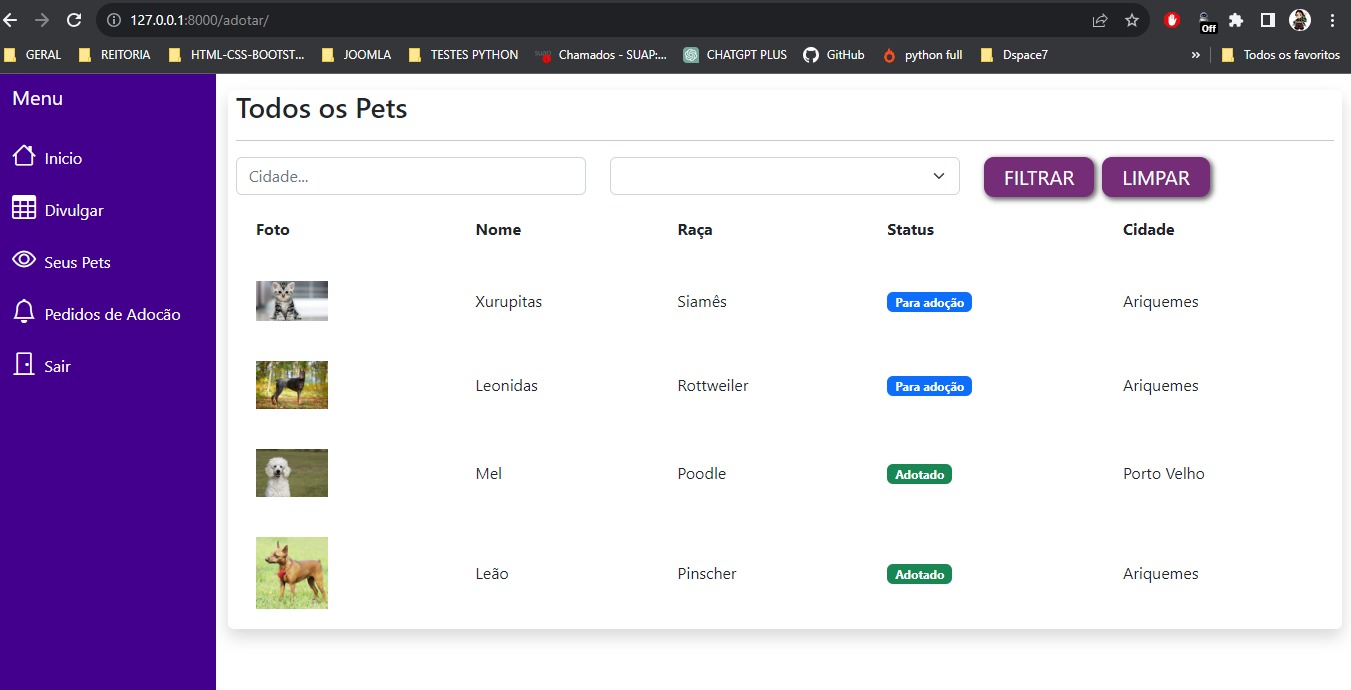 127.0.0.1:8000/adotar/
Off
GERAL REITORIA HTML-CSS-BOOTST... JOOMLA TESTES PYTHON Chamados - SUAP:... CHATGPT PLUS GitHub python full Dspace7 » Todos os favoritos
Menu
Inicio
Divulgar
Seus Pets
Pedidos de Adocão
Sair
Todos os Pets
Cidade... FILTRAR LIMPAR
Foto Nome Raça Status Cidade
Xurupitas Siamês Para adoção Ariquemes
Leonidas Rottweiler Para adoção Ariquemes
Mel Poodle Adotado Porto Velho
Leão Pinscher Adotado Ariquemes